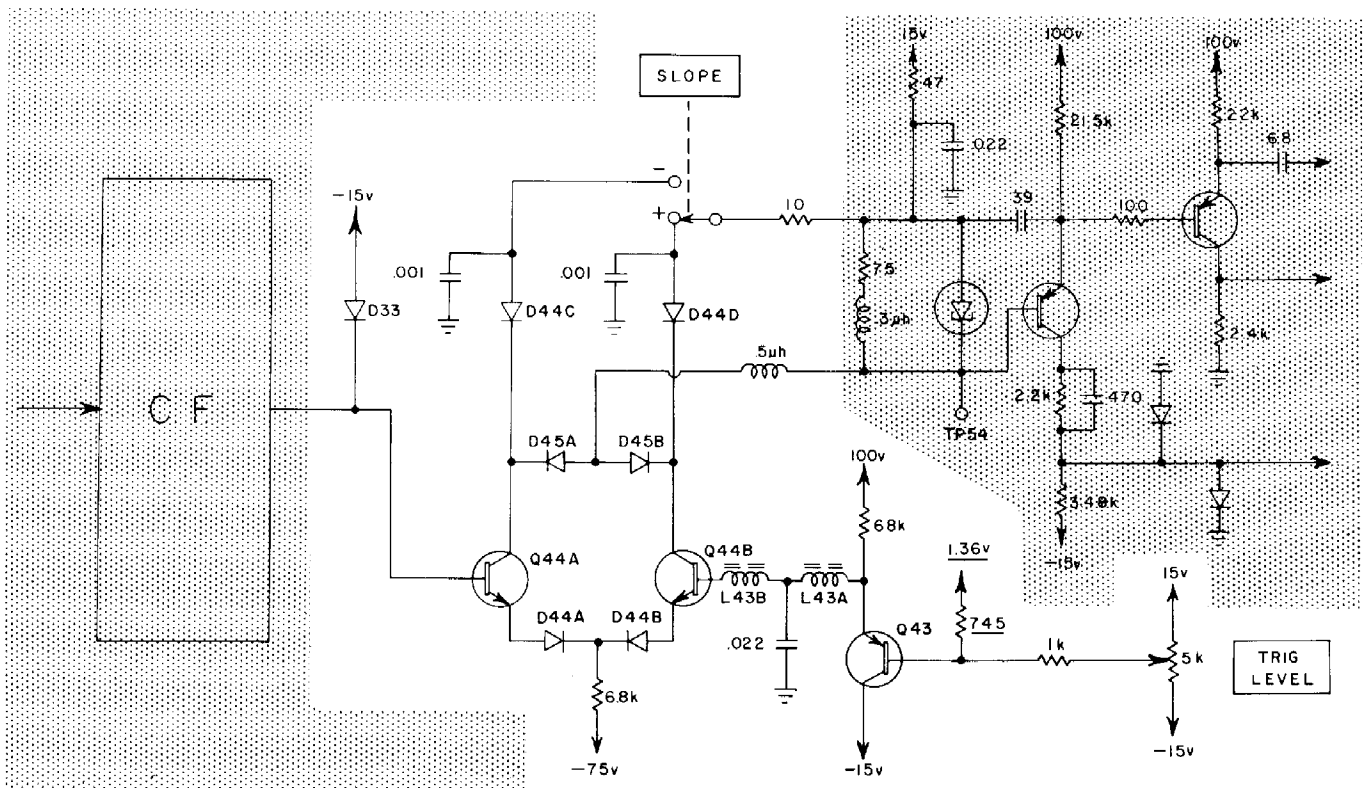 SLOPE
15v
100v
100v
47
.022
21.5k
22k
68
−
+
10
39
100
−15v
D33
.001
D44C
.001
D44D
75
.3μh
.5μh
2.4k
C F
2.2k
470
TP54
D45A
D45B
3.48k
−15v
100v
68k
Q44A
Q44B
L43B
L43A
1.36v
745
15v
D44A
D44B
.022
Q43
1k
5k
TRIG
LEVEL
6.8k
−75v
−15v
−15v